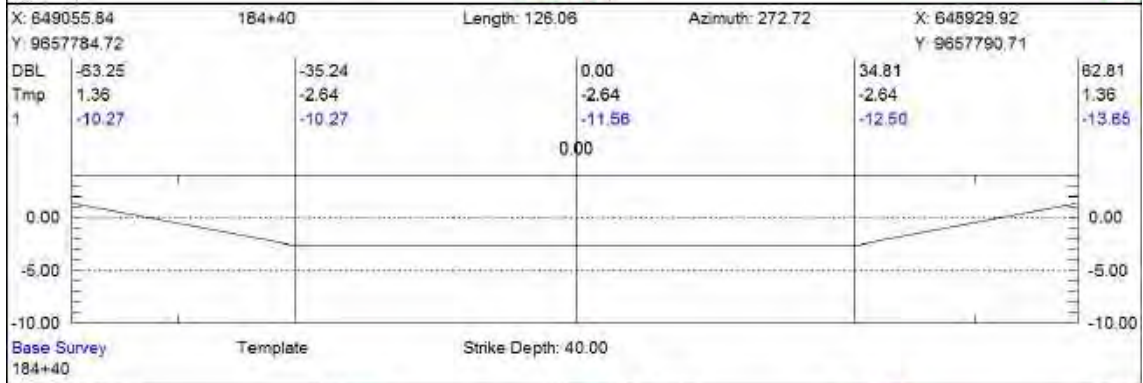 X: 649055.84 184+40 Length: 126.06 Azimuth: 272.72 X: 648929.92
Y: 9657784.72 Y: 9657790.71
DBL -63.25 -35.24 0.00 34.81 62.81
Tmp 1.36 -2.64 -2.64 -2.64 1.36
1 -10.27 -10.27 -11.56 -12.50 -13.65
0.00
0.00 0.00
-5.00 -5.00
-10.00 -10.00
Base Survey Template Strike Depth: 40.00
184+40